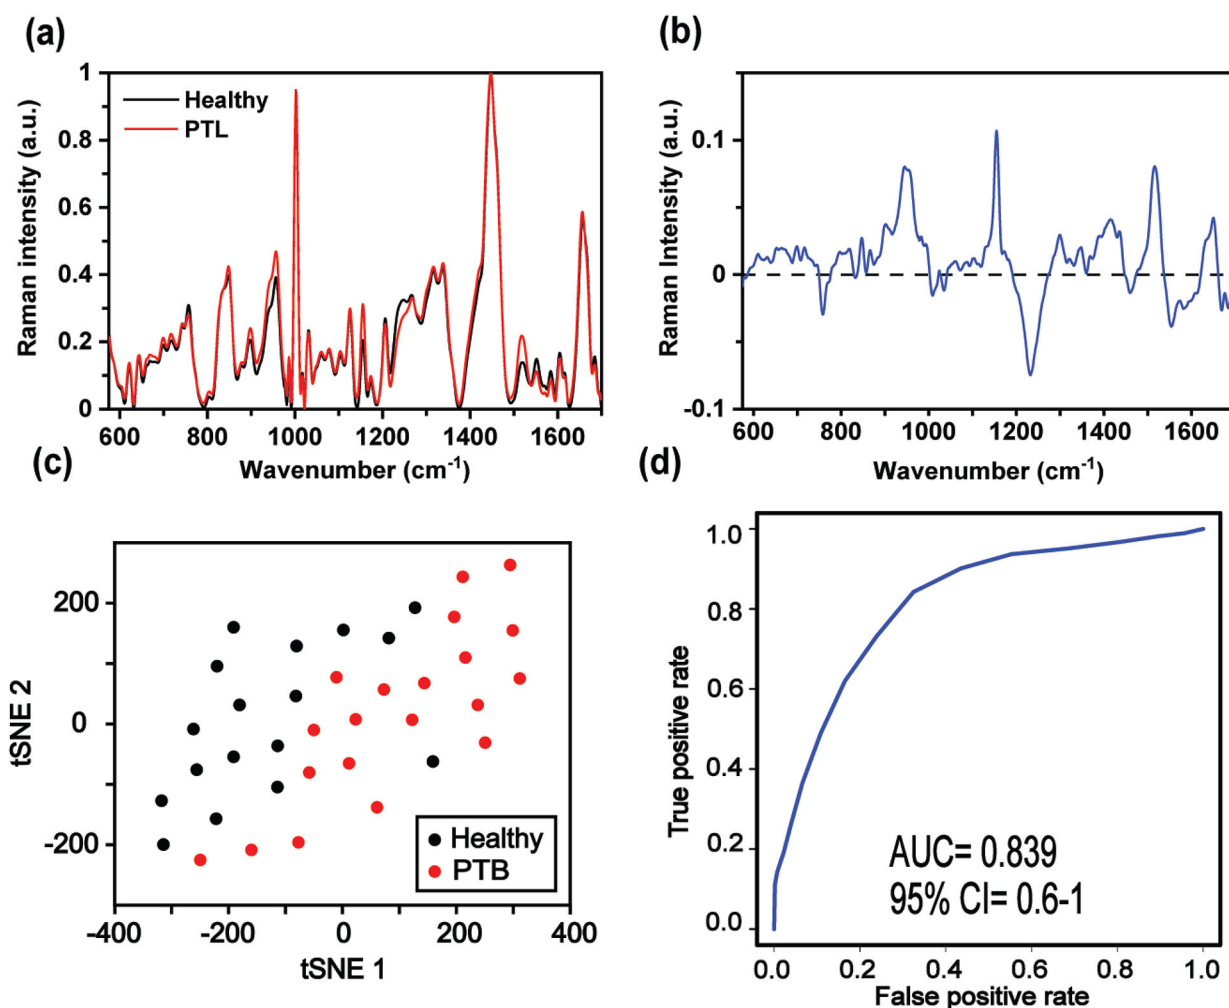 (a)
Raman intensity (a.u.)
1
0.8
0.6
0.4
0.2
0
Healthy
PTL
600 800 1000 1200 1400 1600
Wavenumber (cm-1)
(b)
Raman Intensity (a.u.)
0.1
0
-0.1
600 800 1000 1200 1400 1600
Wavenumber (cm-1)
(c)
tSNE 2
200
0
-200
Healthy
PTB
-400 -200 0 200 400
tSNE 1
(d)
True positive rate
1.0
0.8
0.6
0.4
0.2
0.0
AUC= 0.839
95% CI= 0.6-1
0.0 0.2 0.4 0.6 0.8 1.0
False positive rate